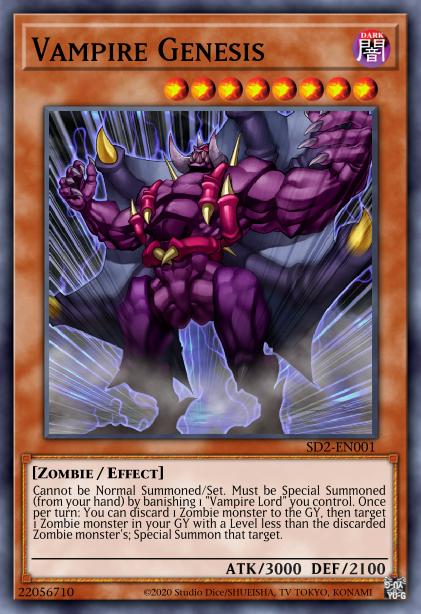 VAMPIRE GENESIS
DARK
闇
SD2-EN001
[ZOMBIE / EFFECT]
Cannot be Normal Summoned/Set. Must be Special Summoned
(from your hand) by banishing 1 "Vampire Lord" you control. Once
per turn: You can discard 1 Zombie monster to the GY, then target
1 Zombie monster in your GY with a Level less than the discarded
Zombie monster's; Special Summon that target.
ATK/3000 DEF/2100
22056710
©2020 Studio Dice/SHUEISHA, TV TOKYO, KONAMI